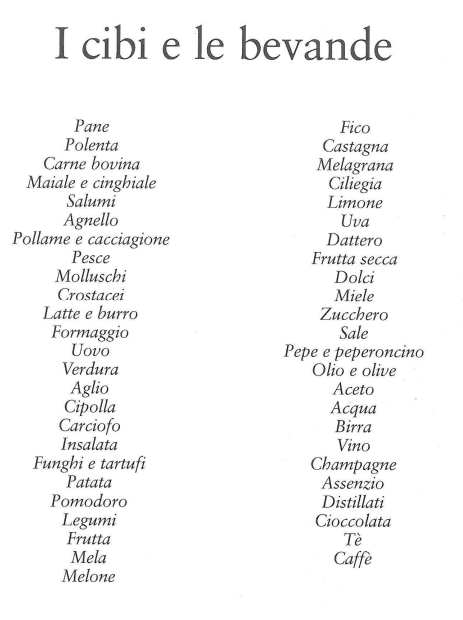 I cibi e le bevande
Pane
Polenta
Carne bovina
Maiale e cinghiale
Salumi
Agnello
Pollame e cacciagione
Pesce
Molluschi
Crostacei
Latte e burro
Formaggio
Uovo
Verdura
Aglio
Cipolla
Carciofo
Insalata
Funghi e tartufi
Patata
Pomodoro
Legumi
Frutta
Mela
Melone
Fico
Castagna
Melagrana
Ciliegia
Limone
Uva
Dattero
Frutta secca
Dolci
Miele
Zucchero
Sale
Pepe e peperoncino
Olio e olive
Aceto
Acqua
Birra
Vino
Champagne
Assenzio
Distillati
Cioccolata
Tè
Caffè